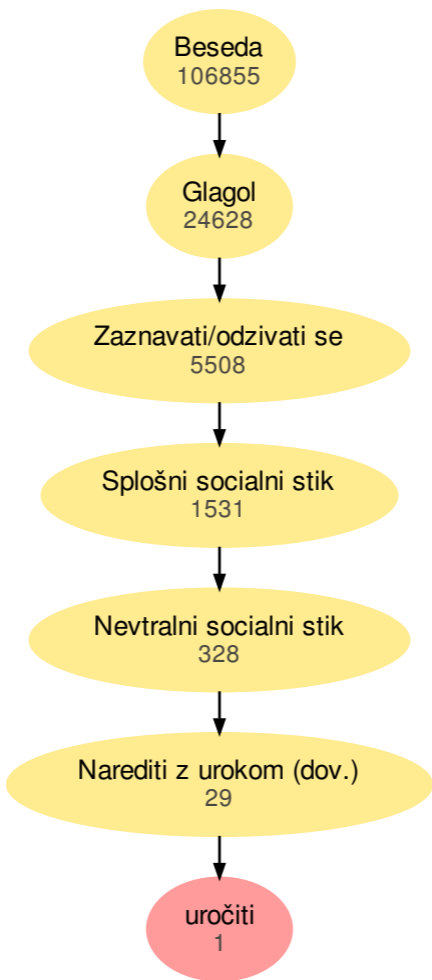 Beseda
106855
Glagol
24628
Zaznavati/odzivati se
5508
Splošni socialni stik
1531
Nevtralni socialni stik
328
Narediti z urokom (dov.)
29
uročiti
1